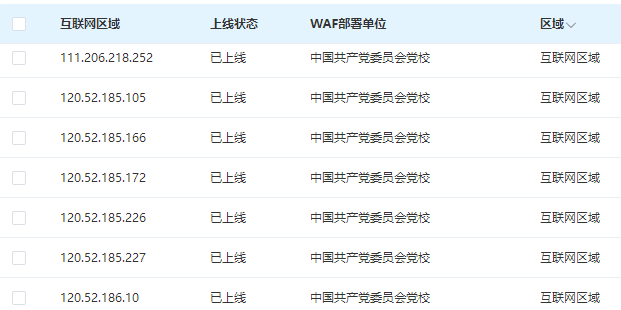 互联网区域 上线状态 WAF部署单位 区域
111.206.218.252 已上线 中国共产党委员会党校 互联网区域
120.52.185.105 已上线 中国共产党委员会党校 互联网区域
120.52.185.166 已上线 中国共产党委员会党校 互联网区域
120.52.185.172 已上线 中国共产党委员会党校 互联网区域
120.52.185.226 已上线 中国共产党委员会党校 互联网区域
120.52.185.227 已上线 中国共产党委员会党校 互联网区域
120.52.186.10 已上线 中国共产党委员会党校 互联网区域